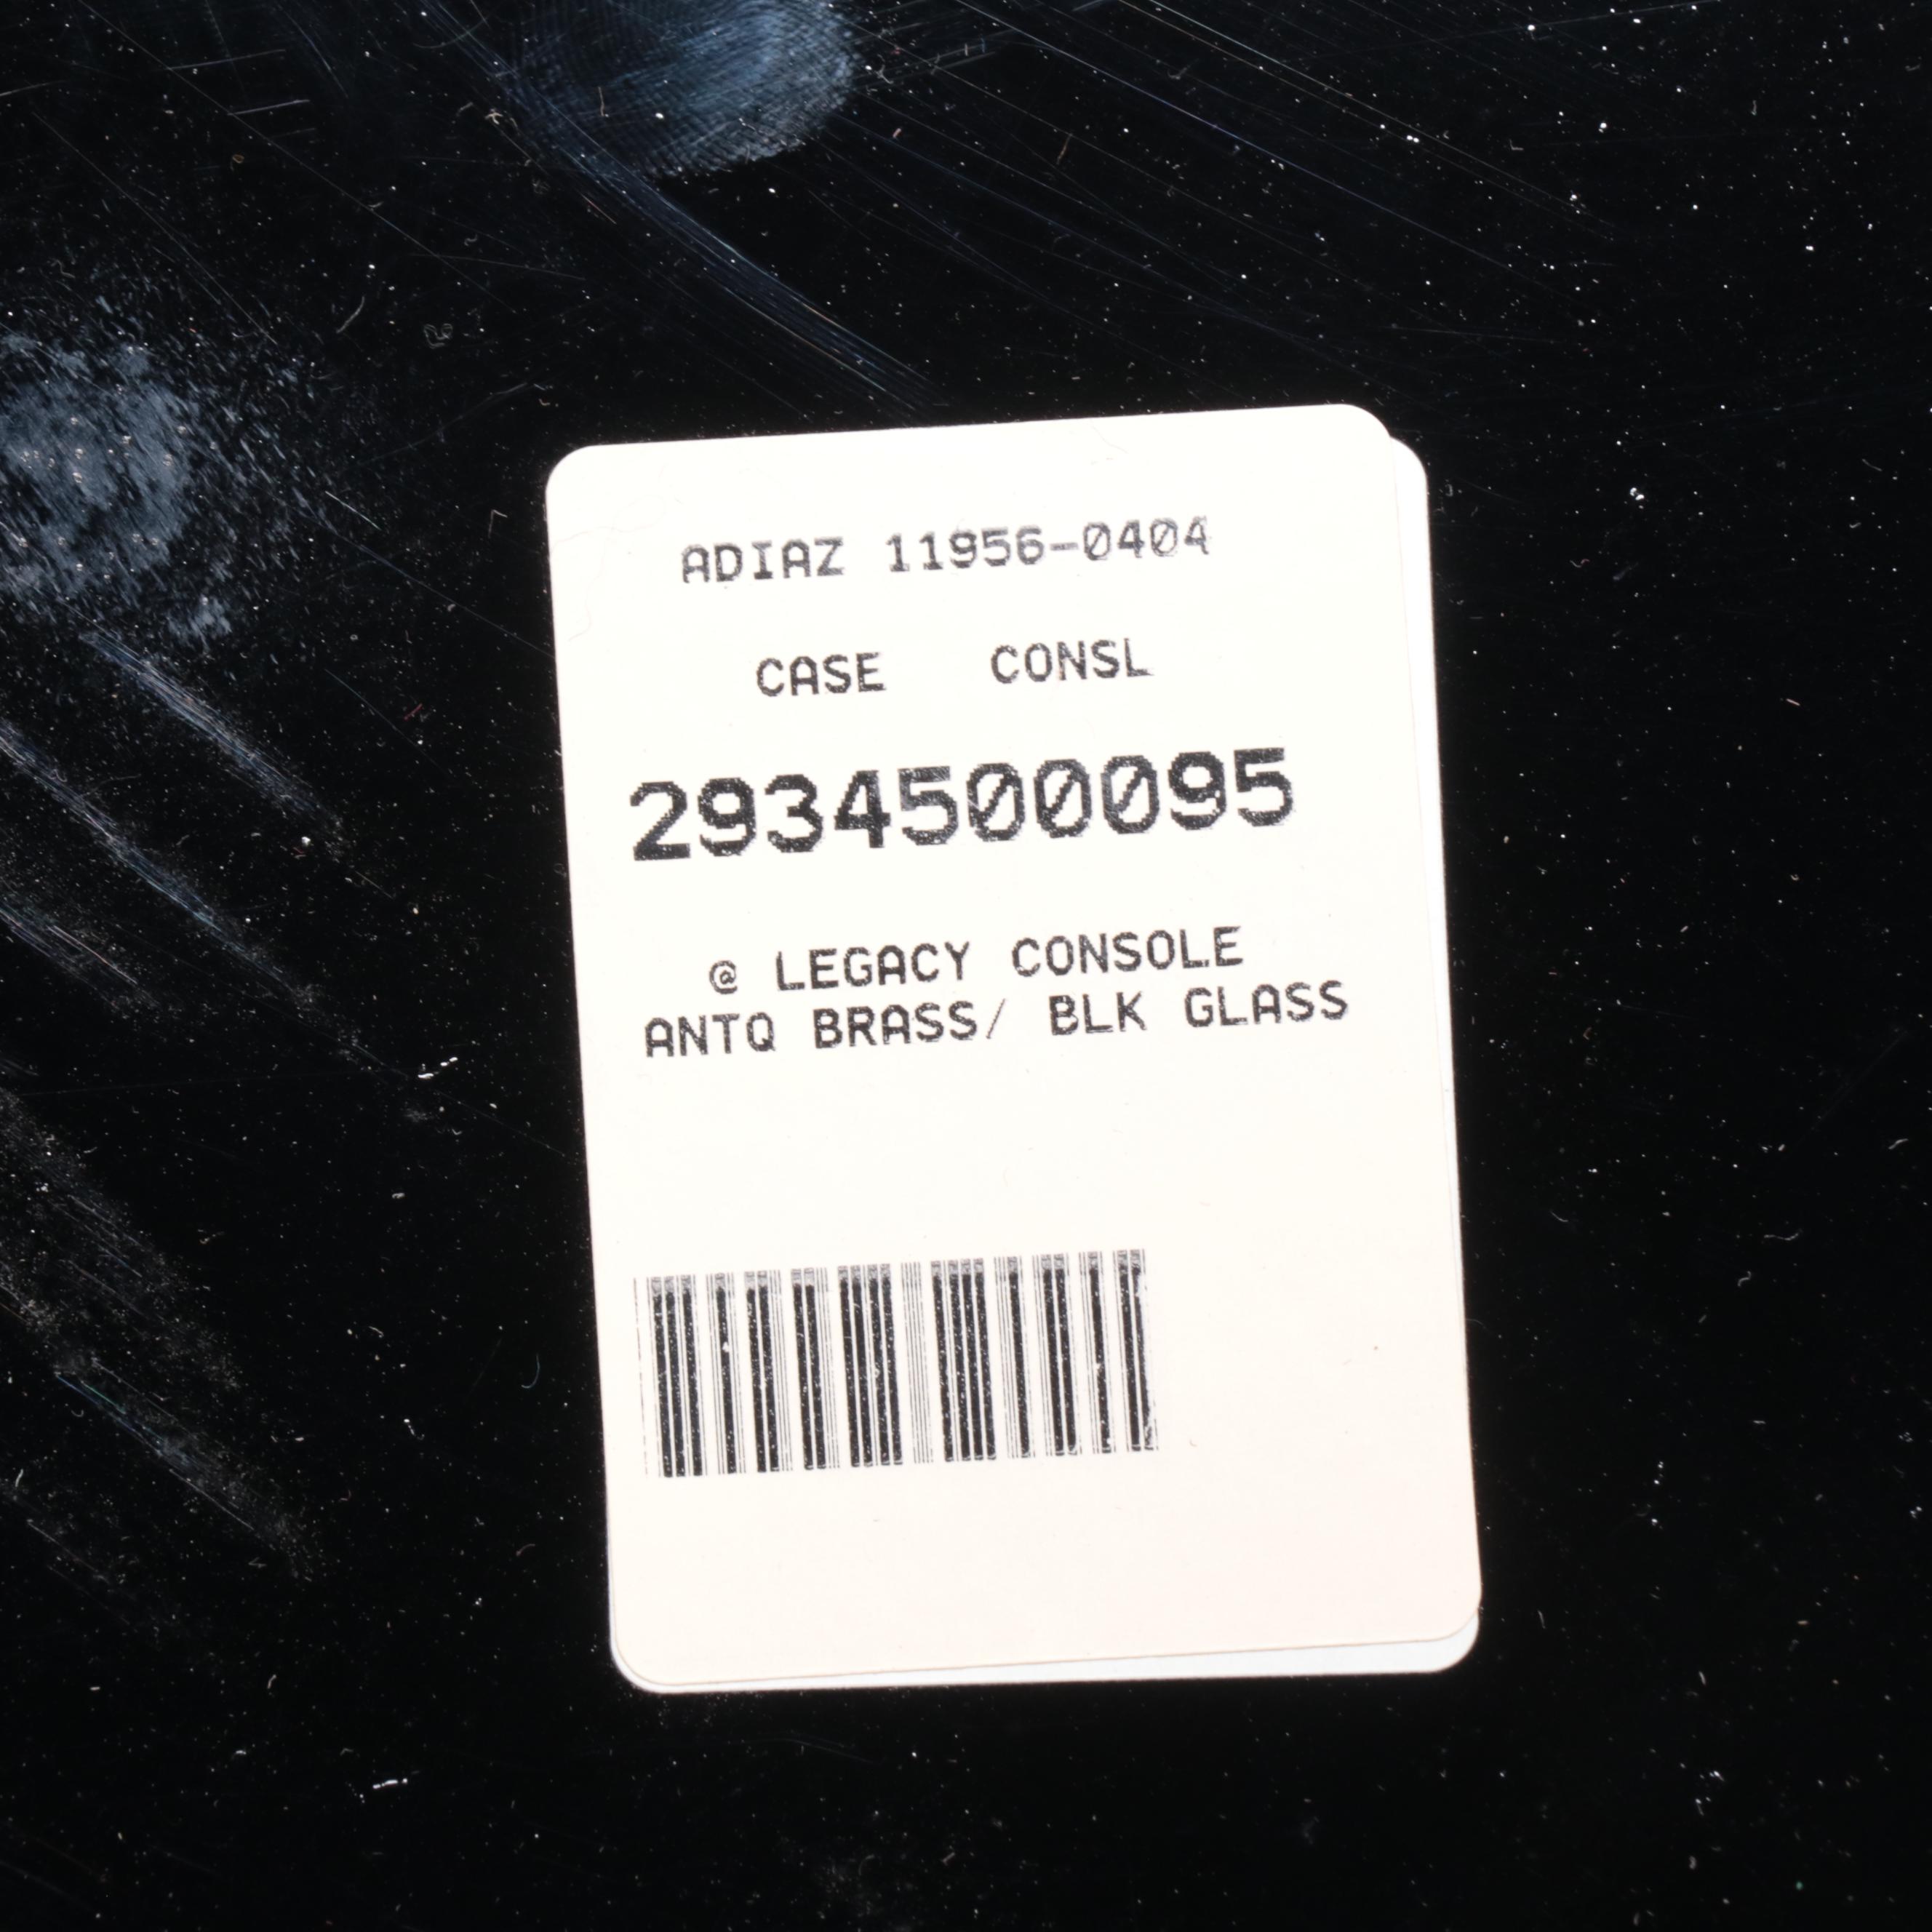 ADIAZ 11956-0404
CASE CONSL
2934500095
@ LEGACY CONSOLE
ANTQ BRASS/ BLK GLASS